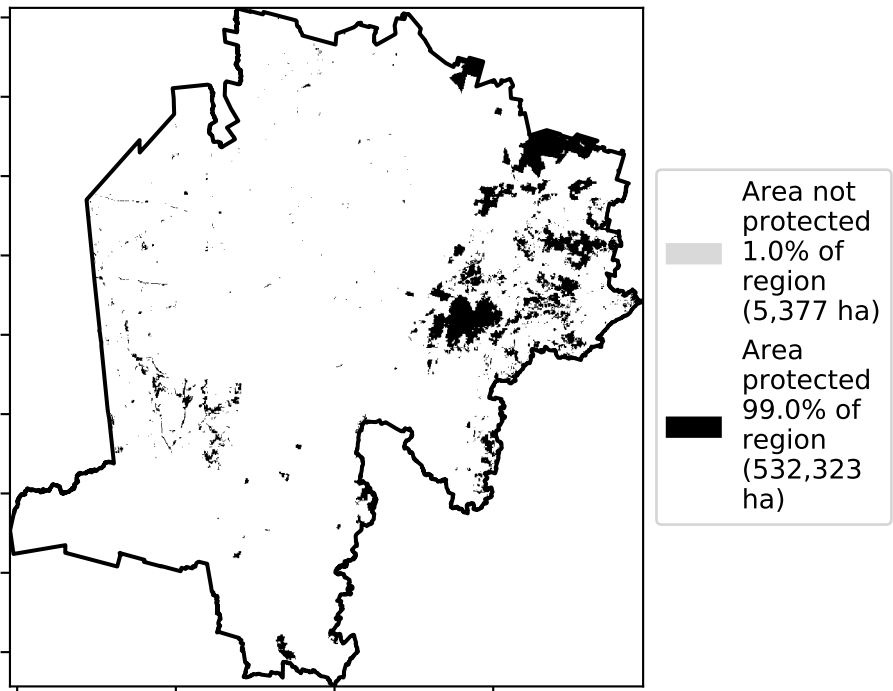 Area not
protected
1.0% of
region
(5,377 ha)
Area
protected
99.0% of
region
(532,323
ha)